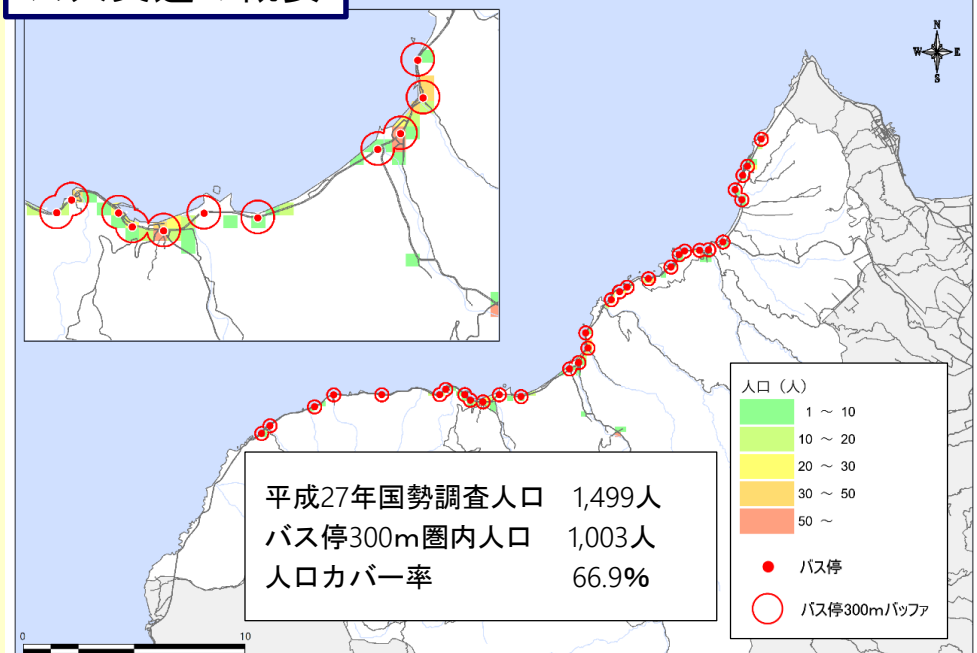 N
W E
S
人口（人）
1 ～ 10
10 ～ 20
20 ～ 30
30 ～ 50
50 ～
バス停
バス停300mバッファ
平成27年国勢調査人口 1,499人
バス停300m圏内人口 1,003人
人口カバー率 66.9%
0 10